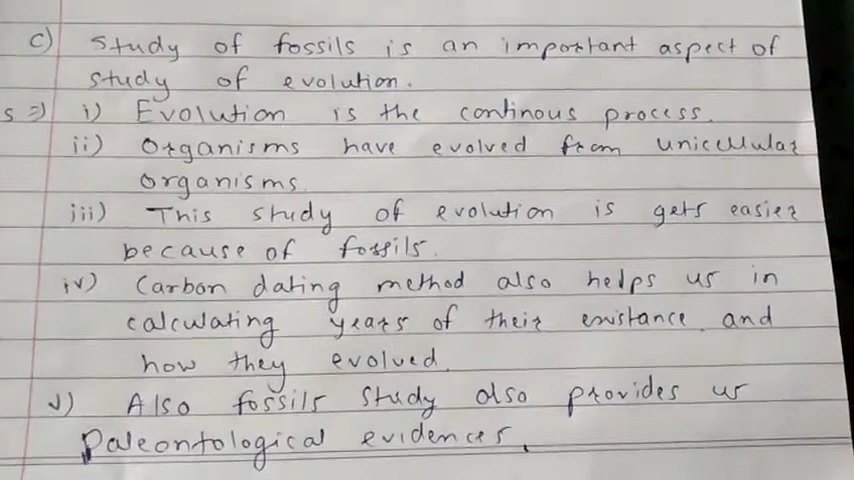 c) Study of fossils is an important aspect of
study of evolution.
s ⇒ i) Evolution is the continous process.
ii) Organisms have evolved from unicellular
organisms.
iii) This study of evolution is gets easier
because of fossils.
iv) Carbon dating method also helps us in
calculating years of their existance and
how they evolved.
v) Also fossils study also provides us
Paleontological evidences.